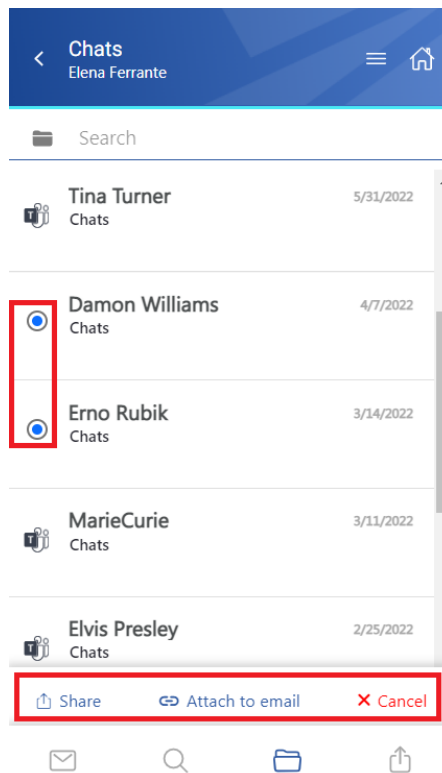 Chats
Elena Ferrante
Search
Tina Turner 5/31/2022
Chats
Damon Williams 4/7/2022
Chats
Erno Rubik 3/14/2022
Chats
MarieCurie 3/11/2022
Chats
Elvis Presley 2/25/2022
Chats
Share Attach to email Cancel